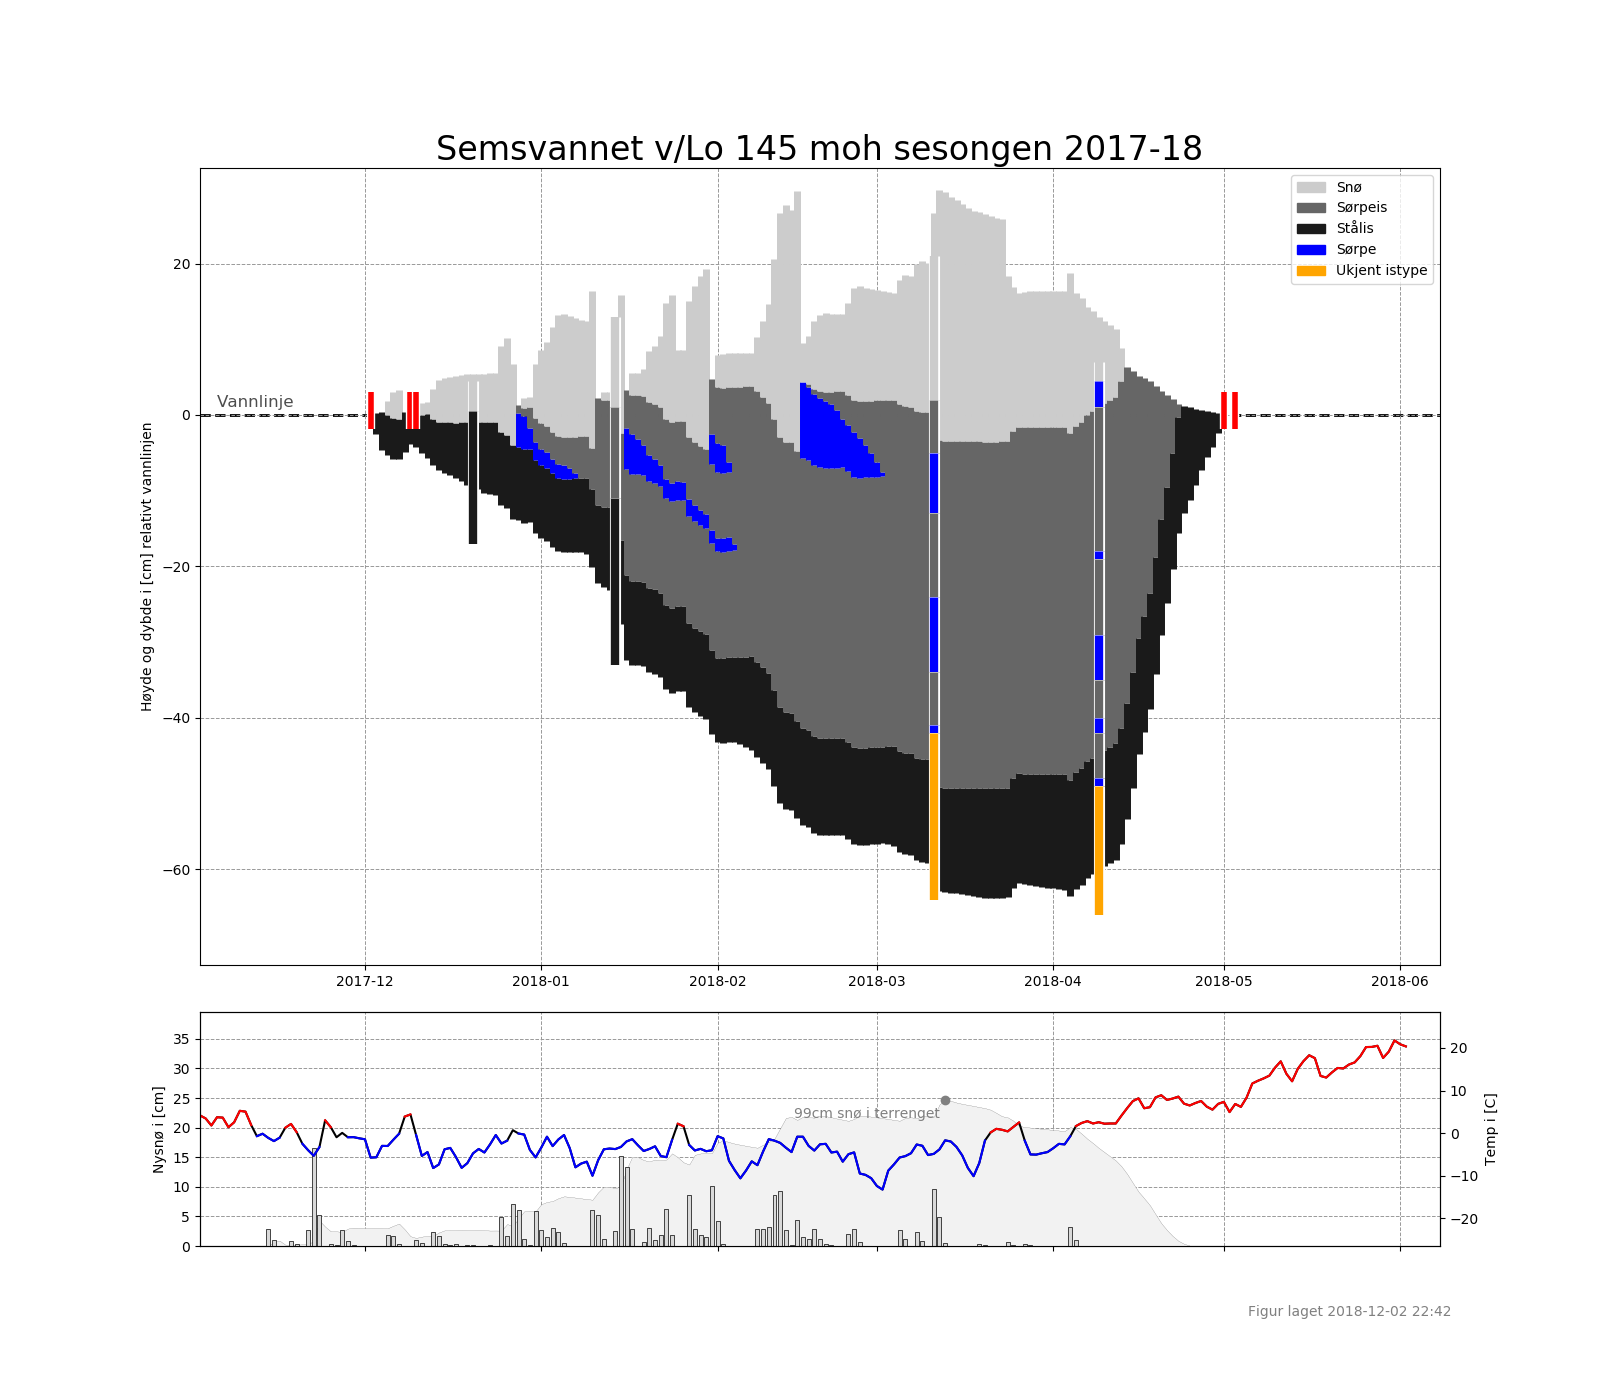 Semsvannet v/Lo 145 moh sesongen 2017-18
Snø
Sørpeis
Stålis
Sørpe
Ukjent istype
Høyde og dybde i [cm] relativt vannlinjen
20
0
−20
−40
−60
Vannlinje
2017-12 2018-01 2018-02 2018-03 2018-04 2018-05 2018-06
Nysnø i [cm]
35
30
25
20
15
10
5
0
99cm snø i terrenget
20
10
0
−10
−20
Temp i [C]
Figur laget 2018-12-02 22:42